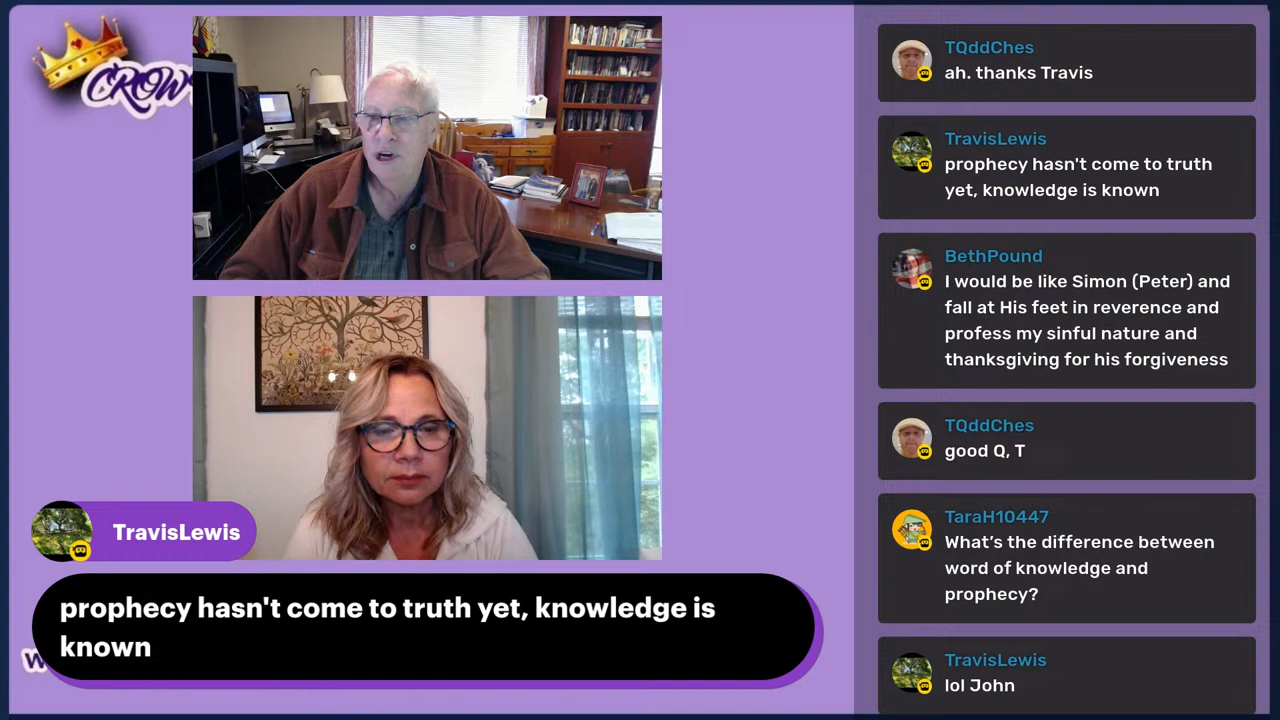 CROW
TravisLewis
prophecy hasn't come to truth yet, knowledge is
known
W
TQddChes
ah. thanks Travis
TravisLewis
prophecy hasn't come to truth
yet, knowledge is known
BethPound
I would be like Simon (Peter) and
fall at His feet in reverence and
profess my sinful nature and
thanksgiving for his forgiveness
TQddChes
good Q, T
TaraH10447
What's the difference between
word of knowledge and
prophecy?
TravisLewis
lol John